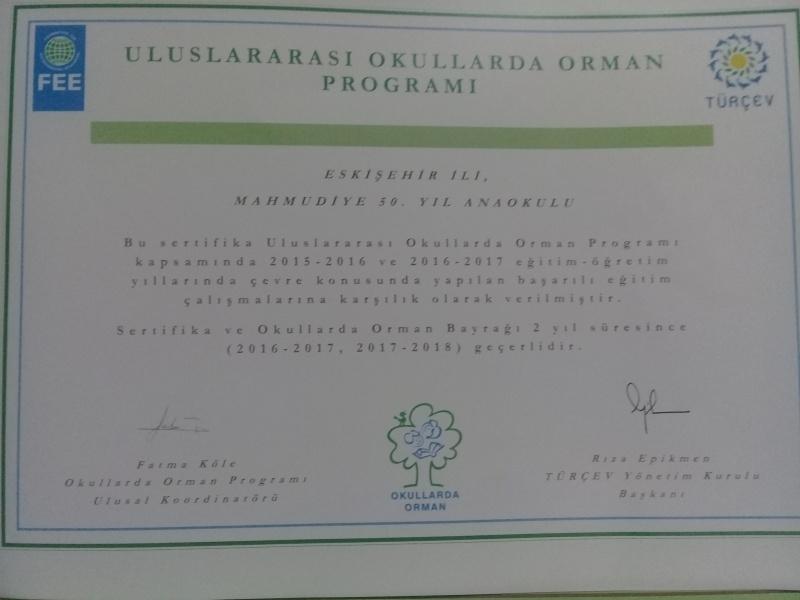 FEE
ULUSLARARASI OKULLARDA ORMAN
PROGRAMI
TÜRÇEV
ESKİŞEHİR İLİ,
MAHMUDİYE 50. YIL ANAOKULU
Bu sertifika Uluslararası Okullarda Orman Programı
kapsamında 2015-2016 ve 2016-2017 eğitim-öğretim
yıllarında çevre konusunda yapılan başarılı eğitim
çalışmalarına karşılık olarak verilmiştir.
Sertifika ve Okullarda Orman Bayrağı 2 yıl süresince
(2016-2017, 2017-2018) geçerlidir.
Fatma Köle
Okullarda Orman Programı
Ulusal Koordinatörü
OKULLARDA
ORMAN
Rıza Epikmen
TÜRÇEV Yönetim Kurulu
Başkanı